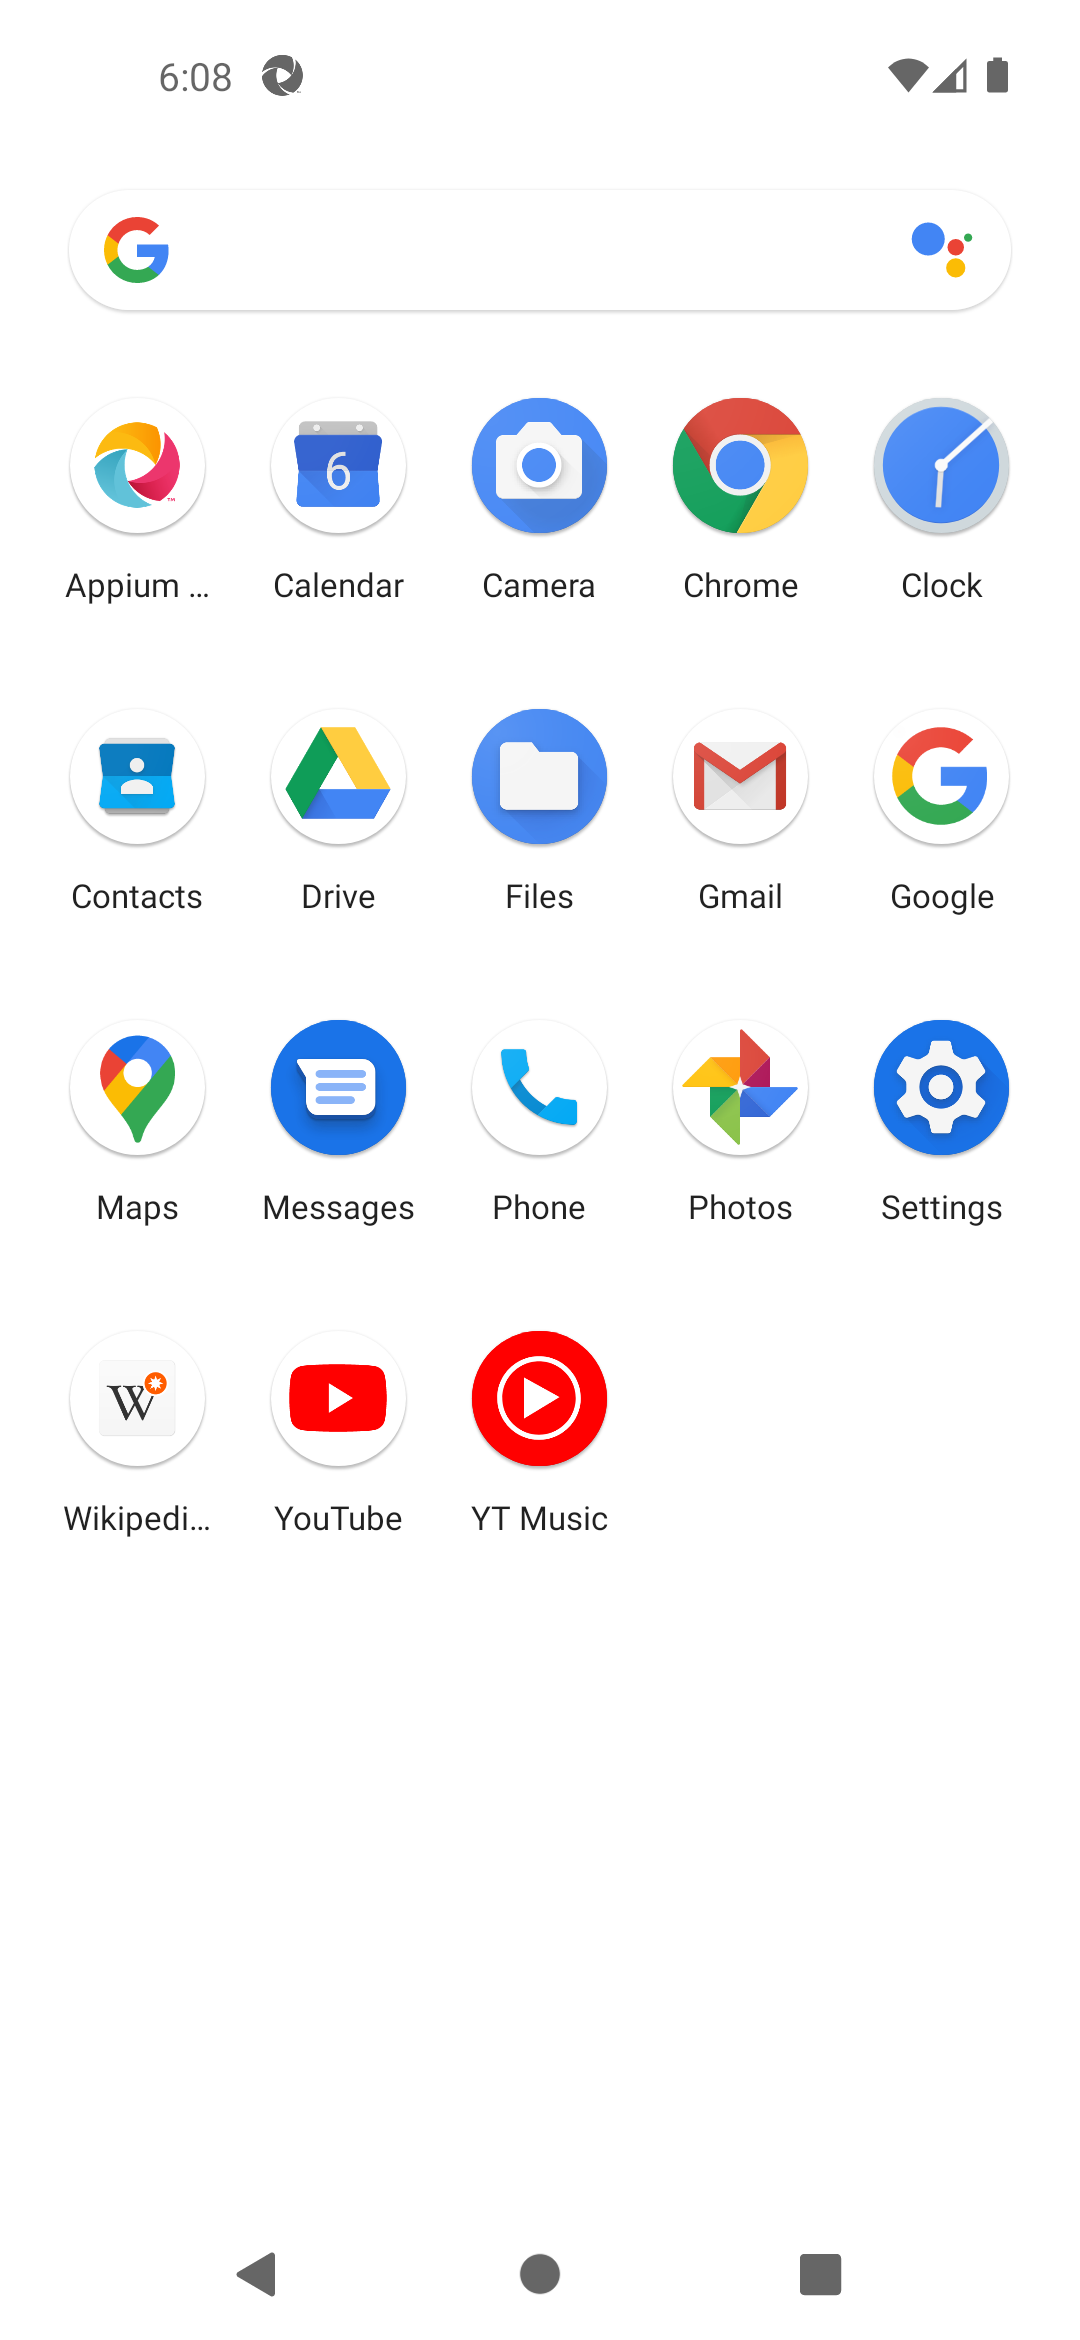 6:08
Appium ...
Calendar
Camera
Chrome
Clock
Contacts
Drive
Files
Gmail
Google
Maps
Messages
Phone
Photos
Settings
Wikipedi...
YouTube
YT Music